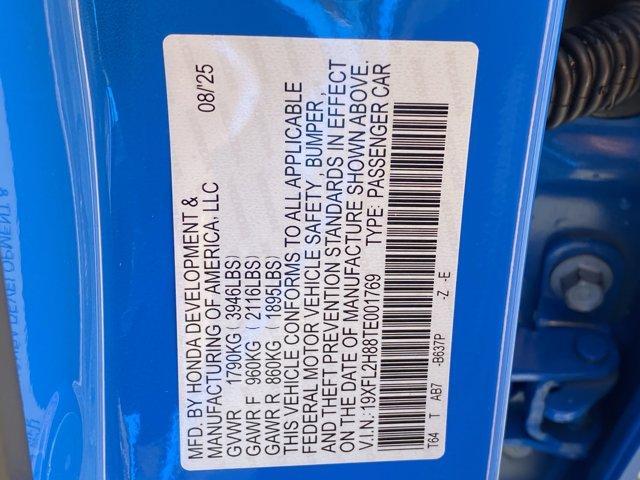 MFD. BY HONDA DEVELOPMENT & 08/'25
MANUFACTURING OF AMERICA, LLC
GVWR 1790KG (3946LBS)
GAWR F 960KG (2116LBS)
GAWR R 860KG (1896LBS)
THIS VEHICLE CONFORMS TO ALL APPLICABLE
FEDERAL MOTOR VEHICLE SAFETY, BUMPER,
AND THEFT PREVENTION STANDARDS IN EFFECT
ON THE DATE OF MANUFACTURE SHOWN ABOVE.
V.I.N.:19XFL2H88TE001769 TYPE: PASSENGER CAR
T64 T AB7 -B637P -Z -E